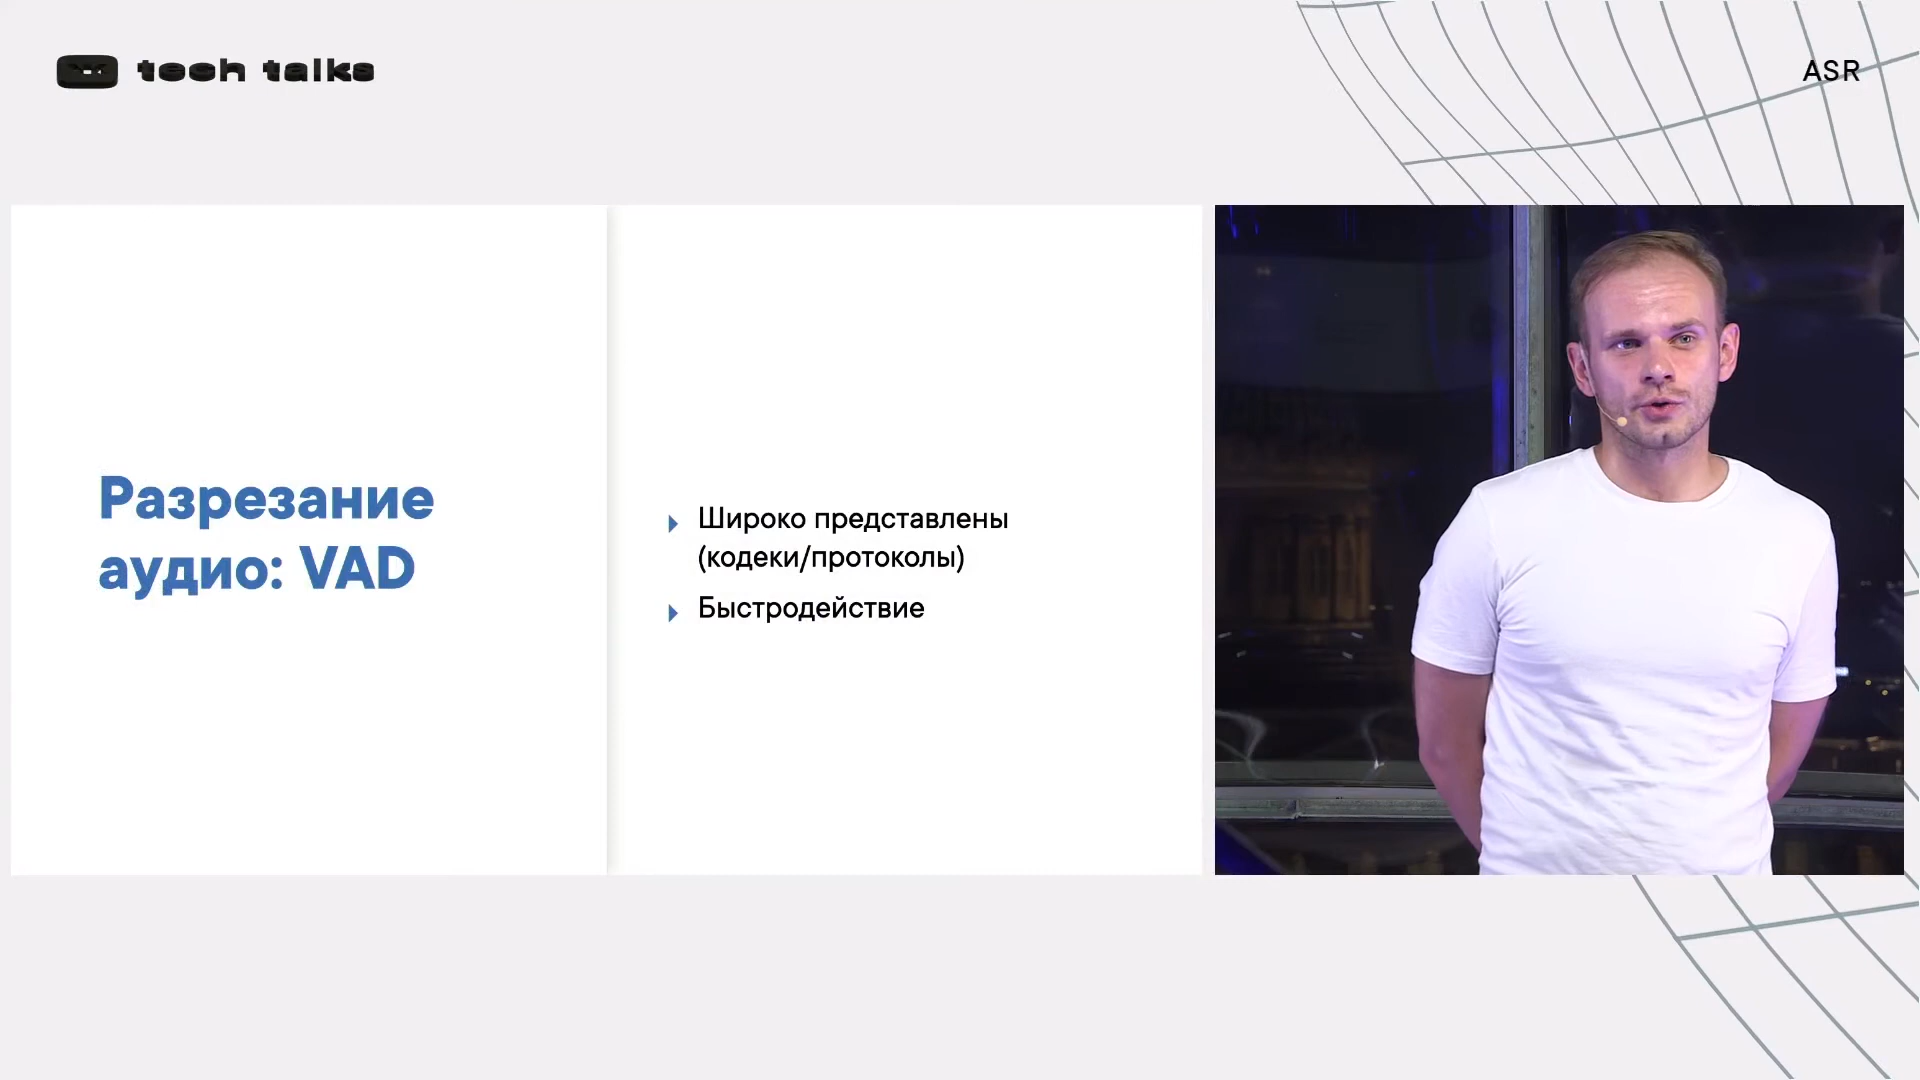 tech talks
ASR
Разрезание
аудио: VAD
Широко представлены
(кодеки/протоколы)
Быстродействие